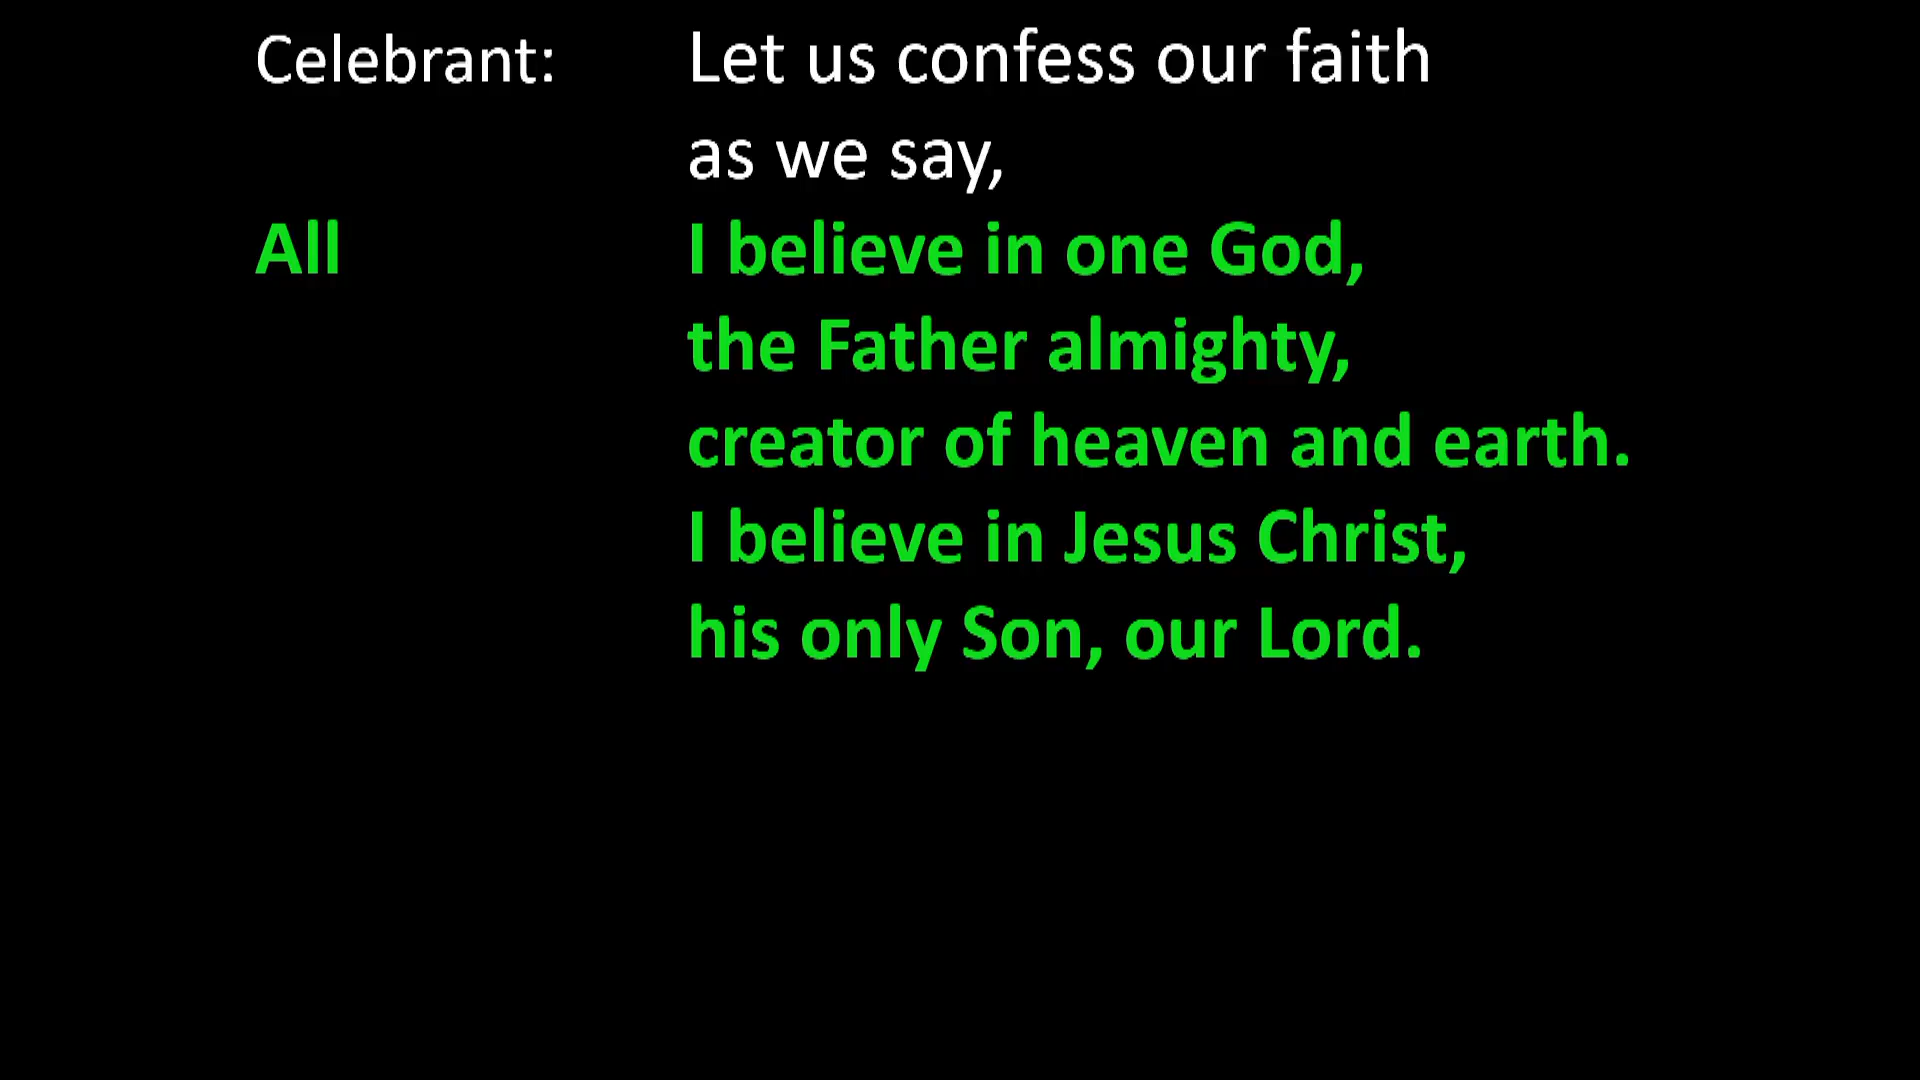 Celebrant: Let us confess our faith
as we say,
All I believe in one God,
the Father almighty,
creator of heaven and earth.
I believe in Jesus Christ,
his only Son, our Lord.